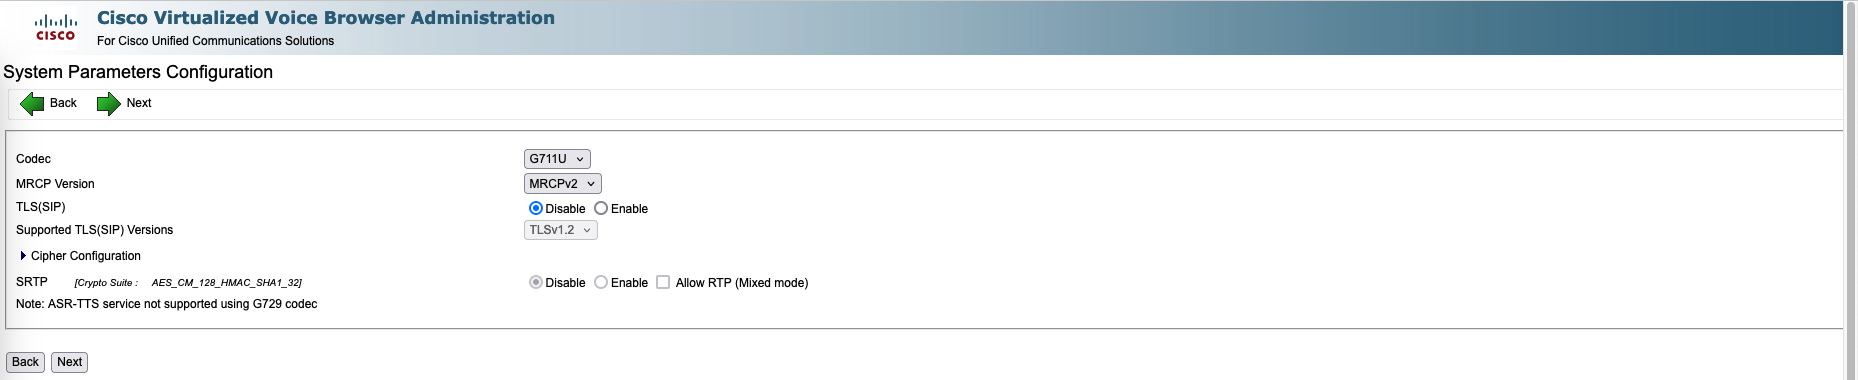 Cisco Virtualized Voice Browser Administration
CISCO
For Cisco Unified Communications Solutions
System Parameters Configuration
Back Next
Codec G711U
MRCP Version MRCPv2
TLS(SIP) Disable Enable
Supported TLS(SIP) Versions TLSv1.2
Cipher Configuration
SRTP [Crypto Suite : AES_CM_128_HMAC_SHA1_32] Disable Enable Allow RTP (Mixed mode)
Note: ASR-TTS service not supported using G729 codec
Back Next